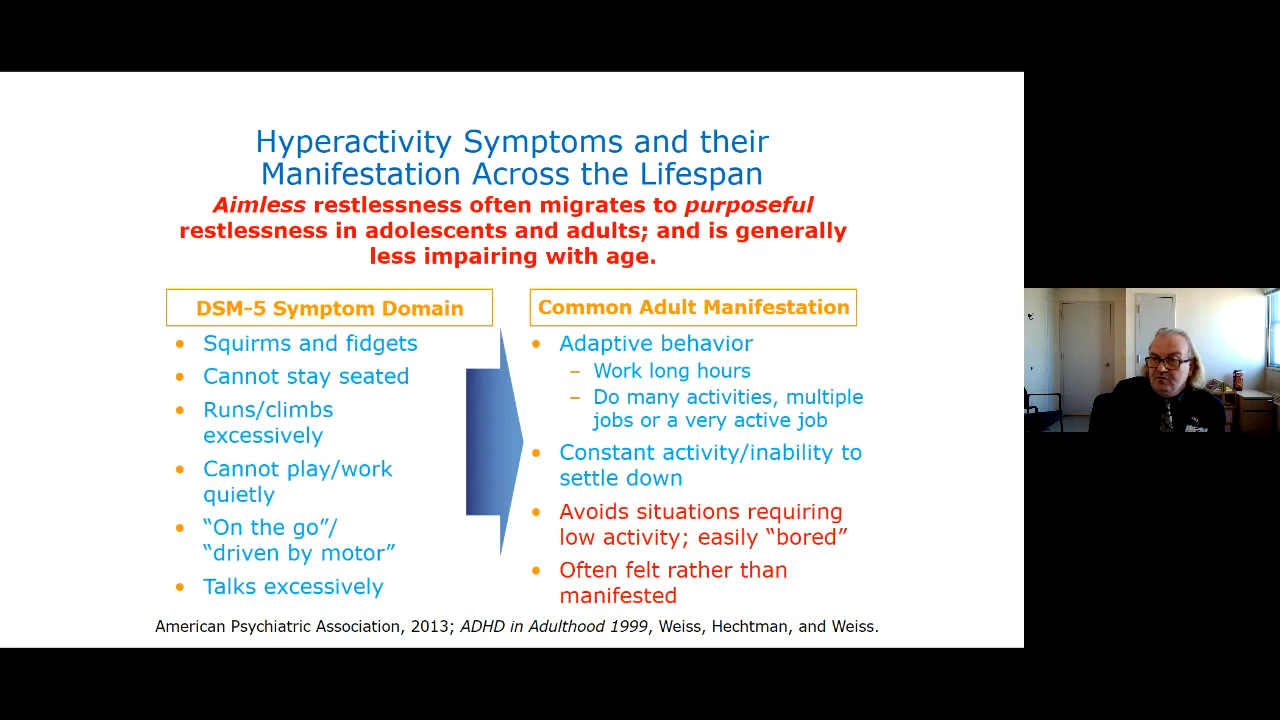 Hyperactivity Symptoms and their
Manifestation Across the Lifespan
Aimless restlessness often migrates to purposeful
restlessness in adolescents and adults; and is generally
less impairing with age.
DSM-5 Symptom Domain
• Squirms and fidgets
• Cannot stay seated
• Runs/climbs
excessively
• Cannot play/work
quietly
• “On the go”/
“driven by motor”
• Talks excessively
Common Adult Manifestation
• Adaptive behavior
– Work long hours
– Do many activities, multiple
jobs or a very active job
• Constant activity/inability to
settle down
• Avoids situations requiring
low activity; easily “bored”
• Often felt rather than
manifested
American Psychiatric Association, 2013; ADHD in Adulthood 1999, Weiss, Hechtman, and Weiss.